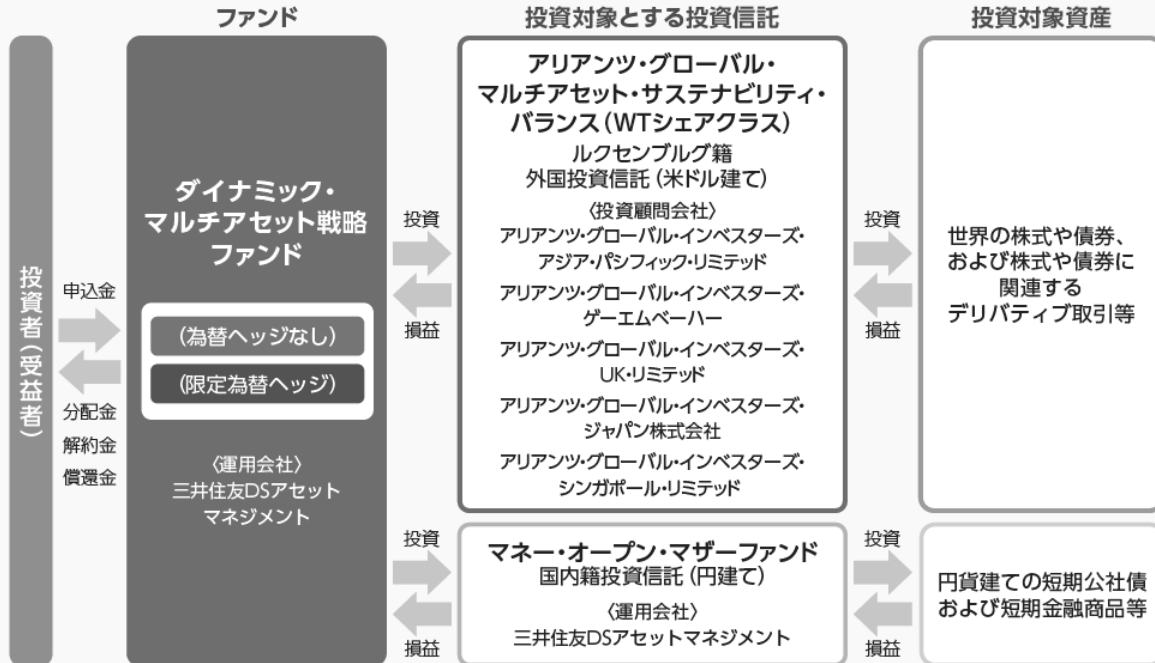 ファンド
投資対象とする投資信託
投資対象資産
投資者(受益者)
申込金
分配金
解約金
償還金
ダイナミック・
マルチアセット戦略
ファンド
(為替ヘッジなし)
(限定為替ヘッジ)
〈運用会社〉
三井住友DSアセット
マネジメント
投資
損益
アリアンツ・グローバル・
マルチアセット・サステナビリティ・
バランス(WTシェアクラス)
ルクセンブルグ籍
外国投資信託(米ドル建て)
〈投資顧問会社〉
アリアンツ・グローバル・インベスターズ・
アジア・パシフィック・リミテッド
アリアンツ・グローバル・インベスターズ・
ゲーエムベーハー
アリアンツ・グローバル・インベスターズ・
UK・リミテッド
アリアンツ・グローバル・インベスターズ・
ジャパン株式会社
アリアンツ・グローバル・インベスターズ・
シンガポール・リミテッド
投資
損益
世界の株式や債券、
および株式や債券に
関連する
デリバティブ取引等
投資
損益
マネー・オープン・マザーファンド
国内籍投資信託(円建て)
〈運用会社〉
三井住友DSアセットマネジメント
投資
損益
円貨建ての短期公社債
および短期金融商品等